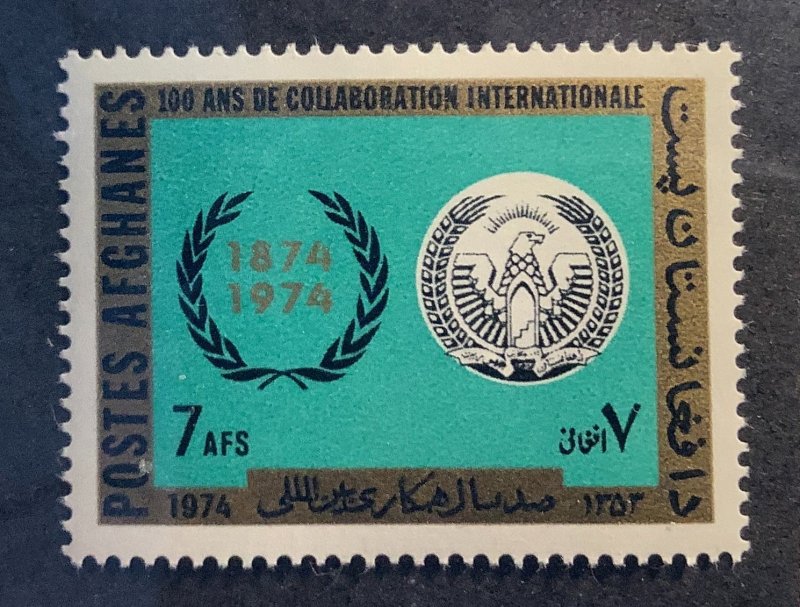 100 ANS DE COLLABORATION INTERNATIONALE
POSTES AFGHANES
د افغانستان پست
1874
1974
7 AFS
۷ افغانی
1974
صد سال همکاری بین المللی
۱۳۵۳